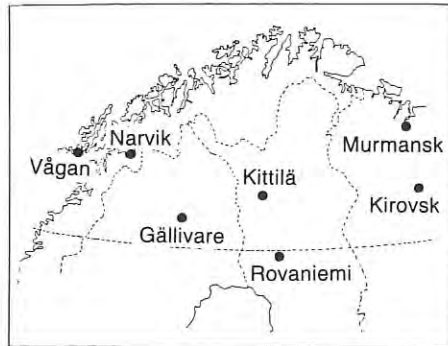 Narvik
Murmansk
Vågan
Kittilä
Kirovsk
Gällivare
Rovaniemi